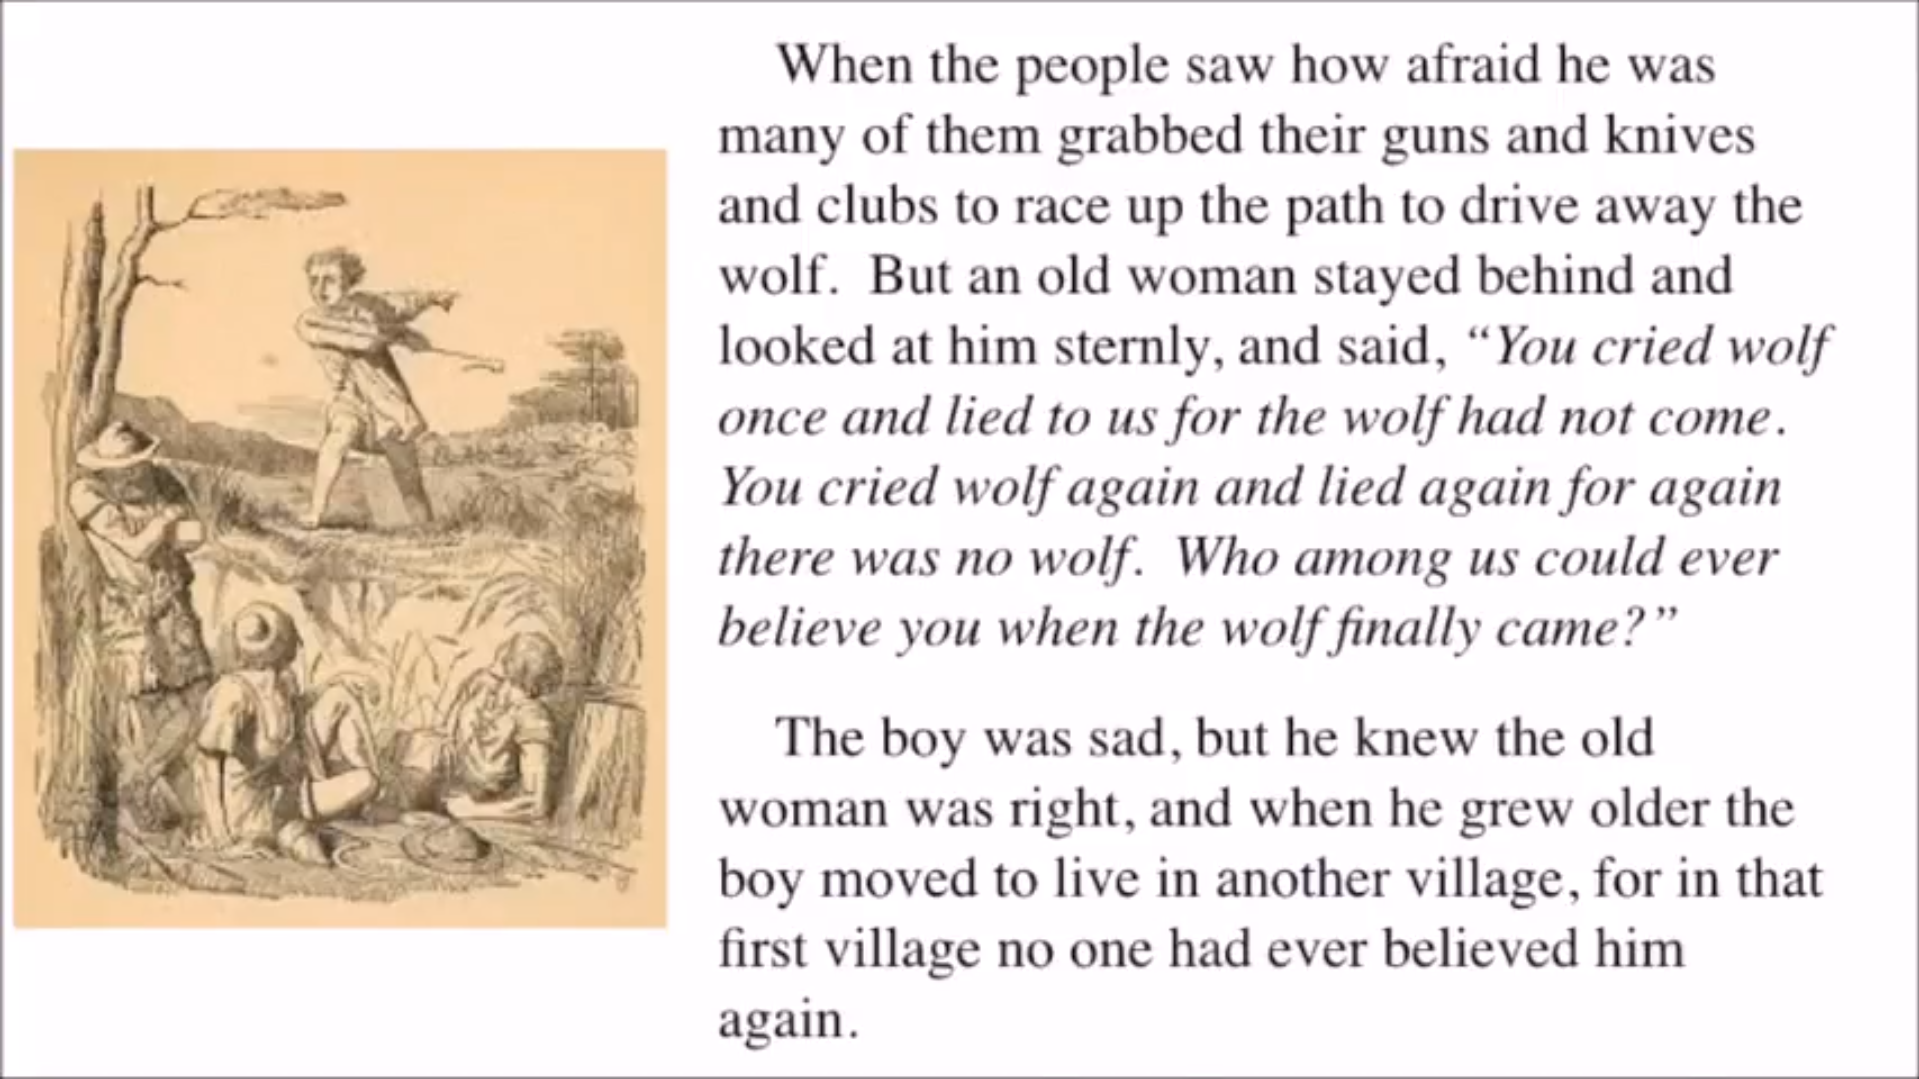 When the people saw how afraid he was
many of them grabbed their guns and knives
and clubs to race up the path to drive away the
wolf.  But an old woman stayed behind and
looked at him sternly, and said, “You cried wolf
once and lied to us for the wolf had not come.
You cried wolf again and lied again for again
there was no wolf.  Who among us could ever
believe you when the wolf finally came?”
The boy was sad, but he knew the old
woman was right, and when he grew older the
boy moved to live in another village, for in that
first village no one had ever believed him
again.